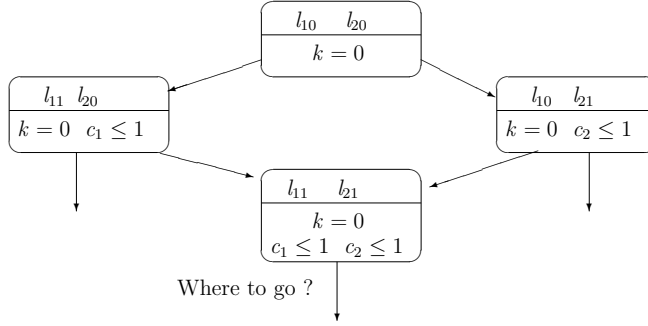 l₁₀ l₂₀
k = 0
l₁₁ l₂₀
k = 0 c₁ ≤ 1
l₁₀ l₂₁
k = 0 c₂ ≤ 1
l₁₁ l₂₁
k = 0
c₁ ≤ 1 c₂ ≤ 1
Where to go ?